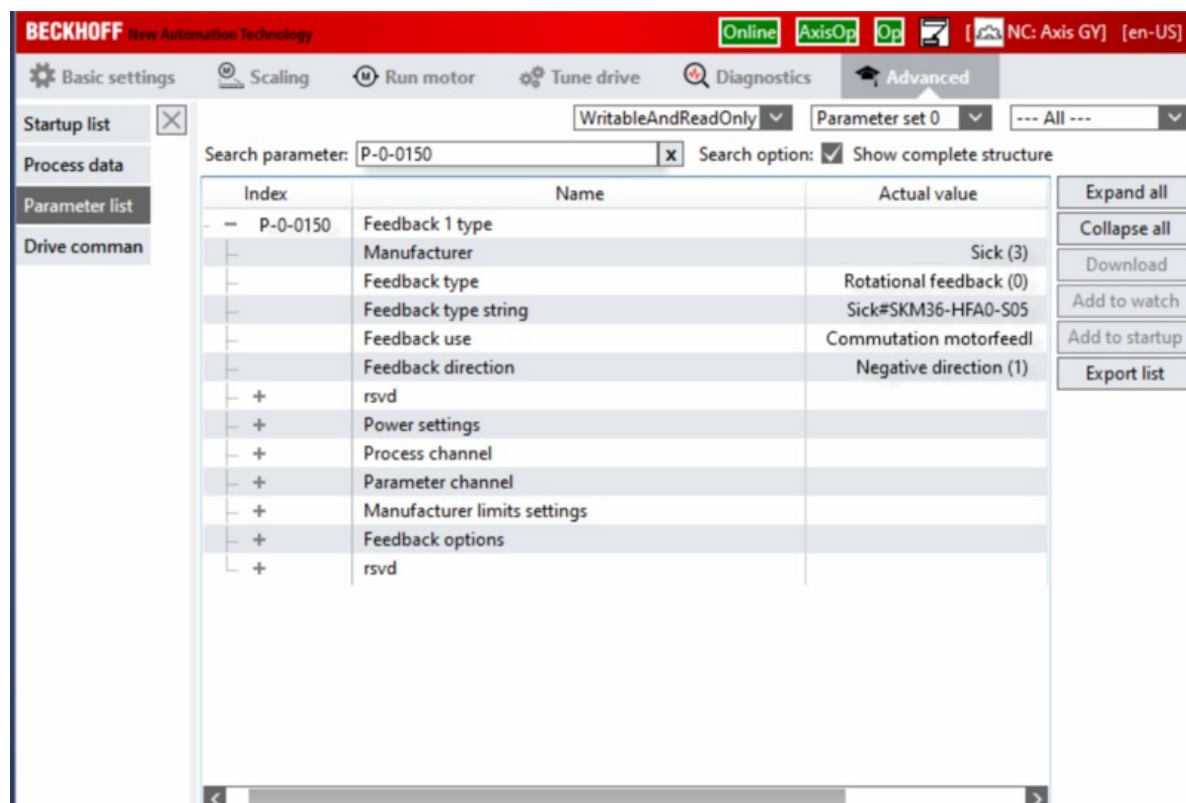 BECKHOFF New Automation Technology Online AxisOp Op [ NC: Axis GY] [en-US]
Basic settings Scaling Run motor Tune drive Diagnostics Advanced
Startup list
Process data
Parameter list
Drive comman
WritableAndReadOnly Parameter set 0 --- All ---
Search parameter: P-0-0150 x Search option: Show complete structure
Index Name Actual value
P-0-0150 Feedback 1 type
Manufacturer Sick (3)
Feedback type Rotational feedback (0)
Feedback type string Sick#SKM36-HFA0-S05
Feedback use Commutation motorfeedl
Feedback direction Negative direction (1)
rsvd
Power settings
Process channel
Parameter channel
Manufacturer limits settings
Feedback options
rsvd
Expand all
Collapse all
Download
Add to watch
Add to startup
Export list